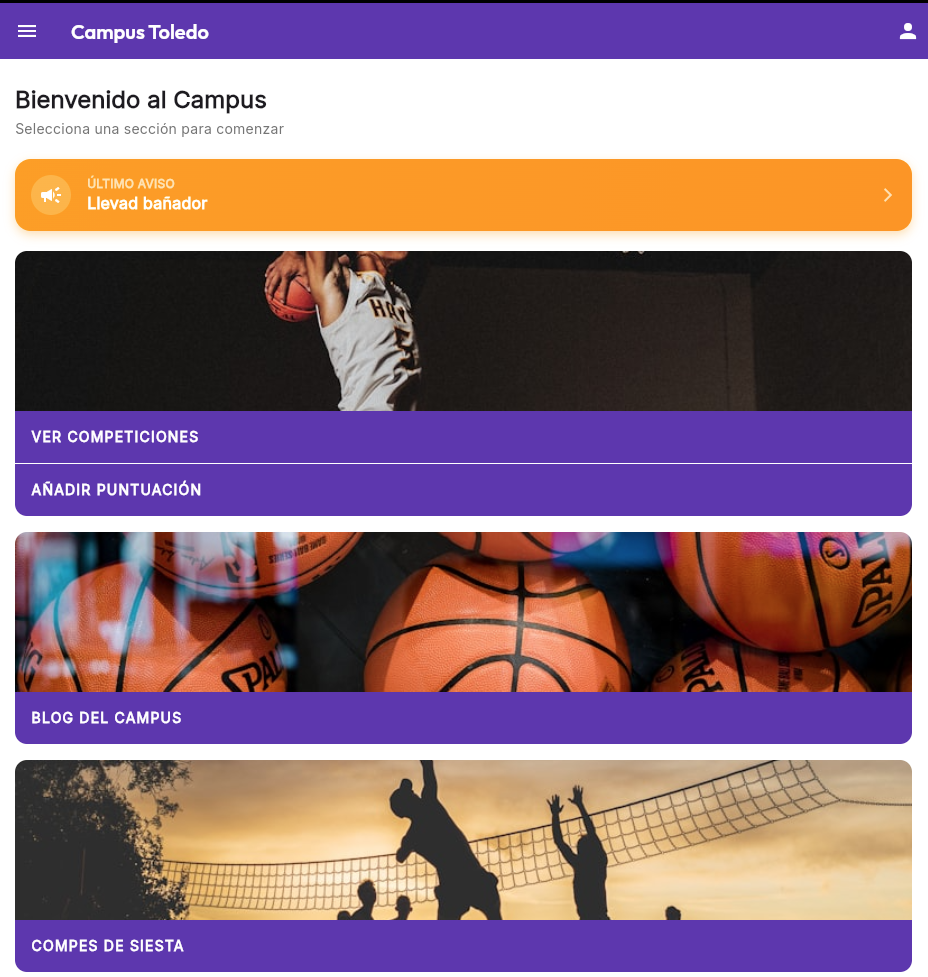 Campus Toledo
Bienvenido al Campus
Selecciona una sección para comenzar
ÚLTIMO AVISO
Llevad bañador
VER COMPETICIONES
AÑADIR PUNTUACIÓN
BLOG DEL CAMPUS
COMPES DE SIESTA